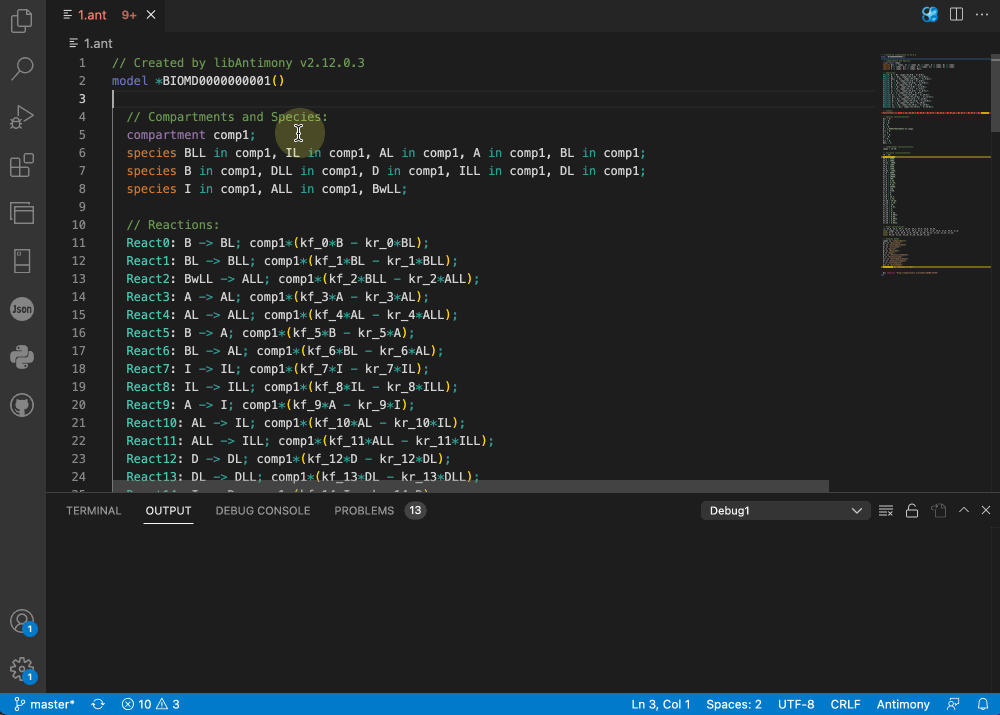 1.ant 9+
1.ant
1 // Created by libAntimony v2.12.0.3
2 model *BIOMD0000000001()
3
4 // Compartments and Species:
5 compartment comp1;
6 species BLL in comp1, IL in comp1, AL in comp1, A in comp1, BL in comp1;
7 species B in comp1, DLL in comp1, D in comp1, ILL in comp1, DL in comp1;
8 species I in comp1, ALL in comp1, BwLL;
9
10 // Reactions:
11 React0: B -> BL; comp1*(kf_0*B - kr_0*BL);
12 React1: BL -> BLL; comp1*(kf_1*BL - kr_1*BLL);
13 React2: BwLL -> ALL; comp1*(kf_2*BLL - kr_2*ALL);
14 React3: A -> AL; comp1*(kf_3*A - kr_3*AL);
15 React4: AL -> ALL; comp1*(kf_4*AL - kr_4*ALL);
16 React5: B -> A; comp1*(kf_5*B - kr_5*A);
17 React6: BL -> AL; comp1*(kf_6*BL - kr_6*AL);
18 React7: I -> IL; comp1*(kf_7*I - kr_7*IL);
19 React8: IL -> ILL; comp1*(kf_8*IL - kr_8*ILL);
20 React9: A -> I; comp1*(kf_9*A - kr_9*I);
21 React10: AL -> IL; comp1*(kf_10*AL - kr_10*IL);
22 React11: ALL -> ILL; comp1*(kf_11*ALL - kr_11*ILL);
23 React12: D -> DL; comp1*(kf_12*D - kr_12*DL);
24 React13: DL -> DLL; comp1*(kf_13*DL - kr_13*DLL);
Json
TERMINAL OUTPUT DEBUG CONSOLE PROBLEMS 13 Debug1
1
1
master* 10 3 Ln 3, Col 1 Spaces: 2 UTF-8 CRLF Antimony